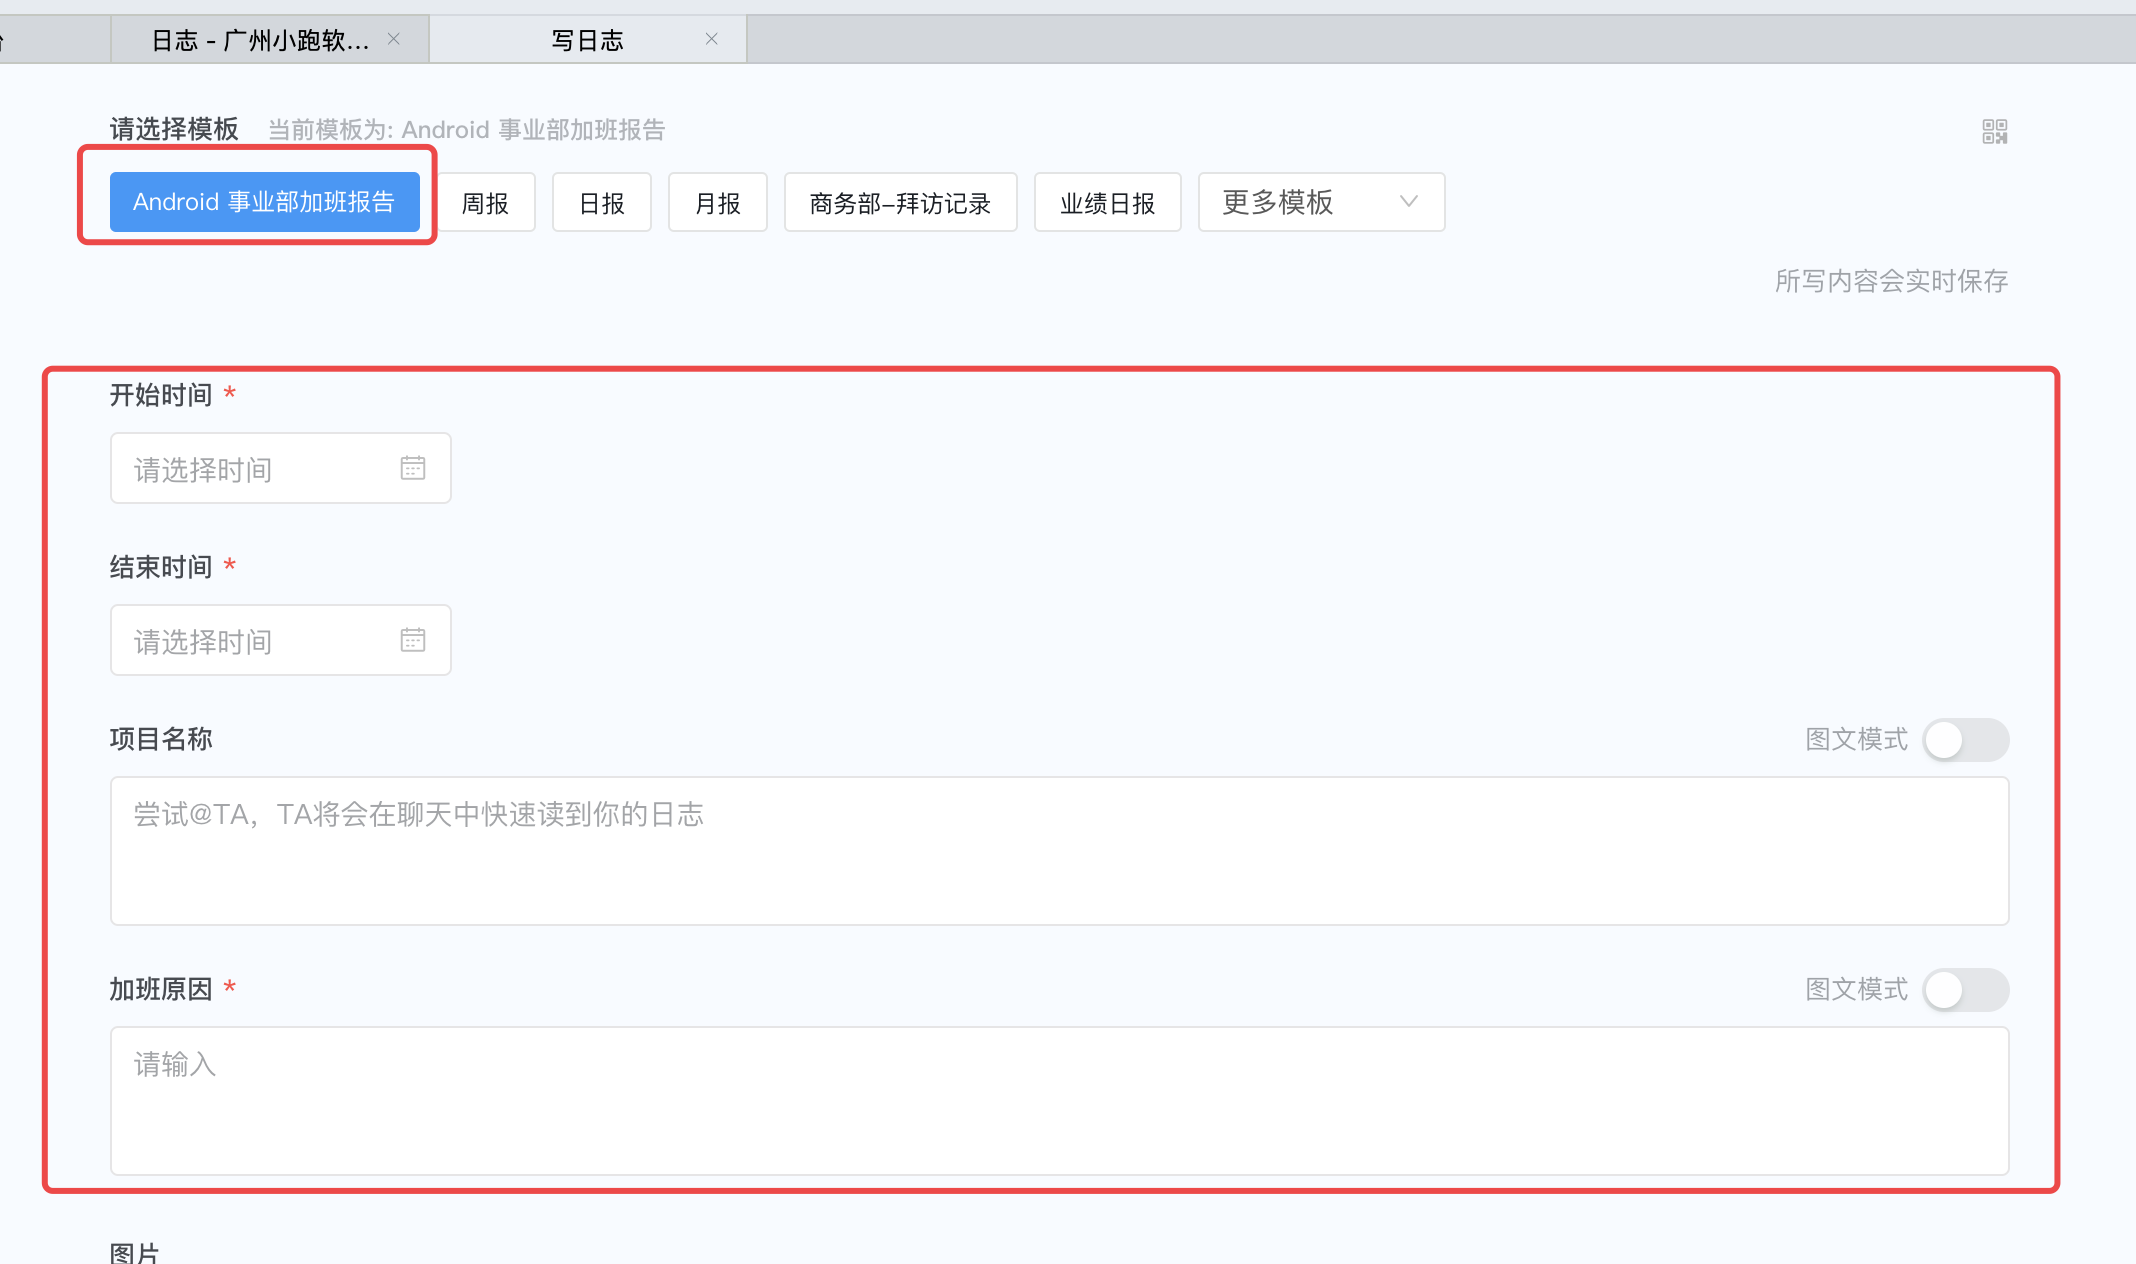 日志 - 广州小跑软...
写日志
请选择模板 当前模板为: Android 事业部加班报告
Android 事业部加班报告 周报 日报 月报 商务部-拜访记录 业绩日报 更多模板
所写内容会实时保存
开始时间 *
请选择时间
结束时间 *
请选择时间
项目名称 图文模式
尝试@TA，TA将会在聊天中快速读到你的日志
加班原因 * 图文模式
请输入
图片